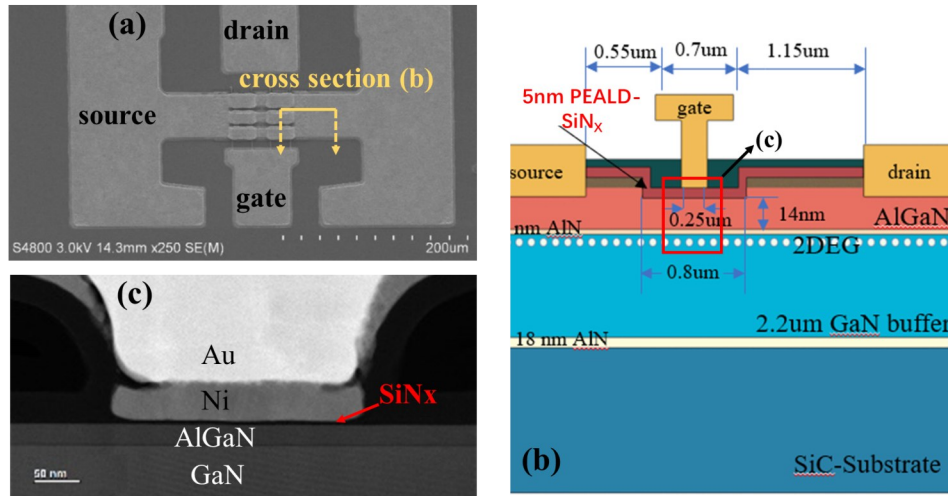 (a)
drain
cross section (b)
source
gate
S4800 3.0kV 14.3mm x250 SE(M)
200um
(c)
Au
Ni
SiNx
AlGaN
GaN
50 nm
0.55um
0.7um
1.15um
5nm PEALD-
SiNX
gate
(c)
source
drain
0.25um
14nm
AlGaN
nm AlN
2DEG
0.8um
2.2um GaN buffer
18 nm AlN
(b)
SiC-Substrate